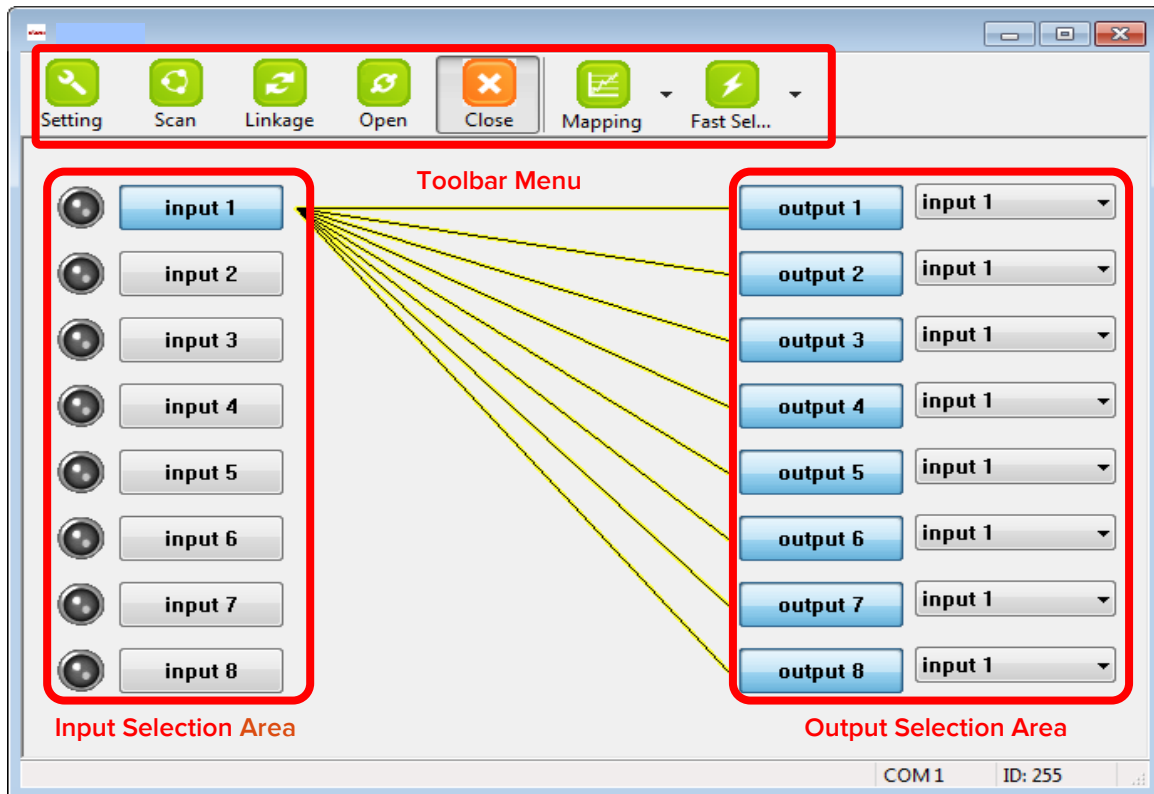 Setting Scan Linkage Open Close Mapping Fast Sel...
Toolbar Menu
input 1 output 1 input 1
input 2 output 2 input 1
input 3 output 3 input 1
input 4 output 4 input 1
input 5 output 5 input 1
input 6 output 6 input 1
input 7 output 7 input 1
input 8 output 8 input 1
Input Selection Area Output Selection Area
COM 1 ID: 255